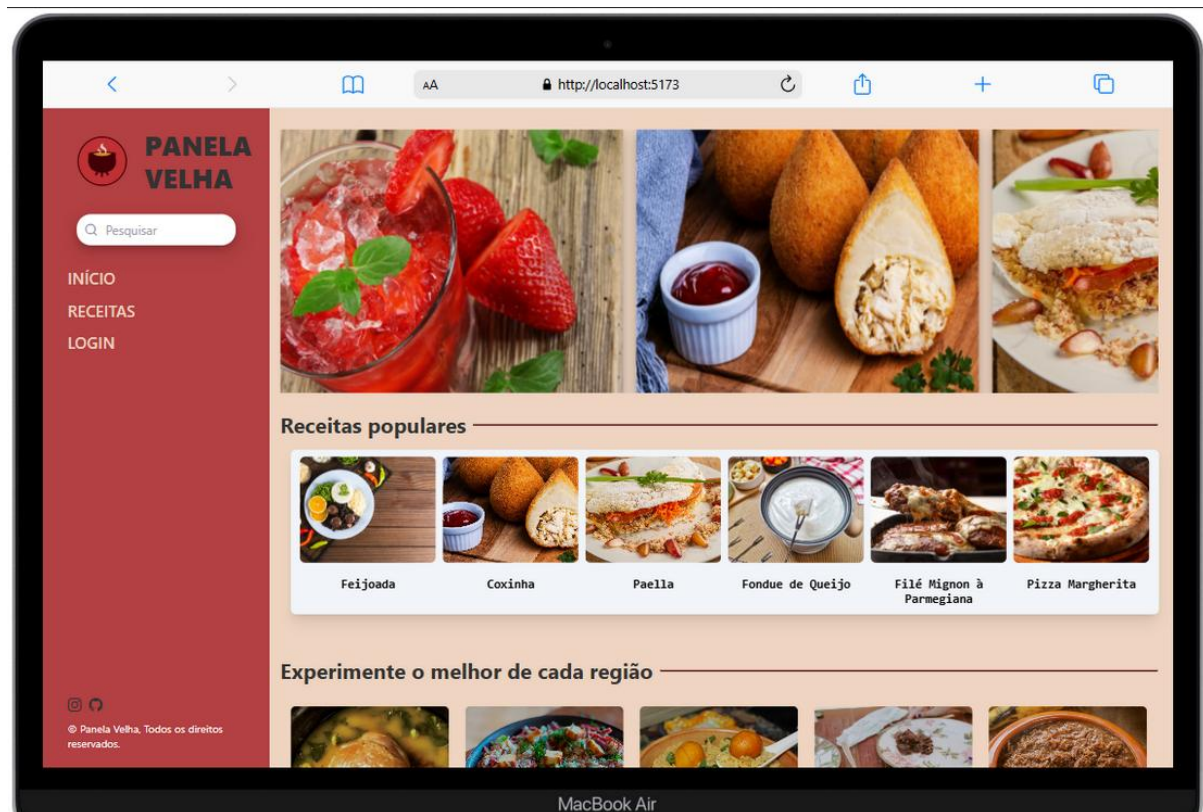 AA
http://localhost:5173
PANELA
VELHA
Pesquisar
INÍCIO
RECEITAS
LOGIN
© Panela Velha, Todos os direitos
reservados.
Receitas populares
Feijoada
Coxinha
Paella
Fondue de Queijo
Filé Mignon à
Parmegiana
Pizza Margherita
Experimente o melhor de cada região
MacBook Air